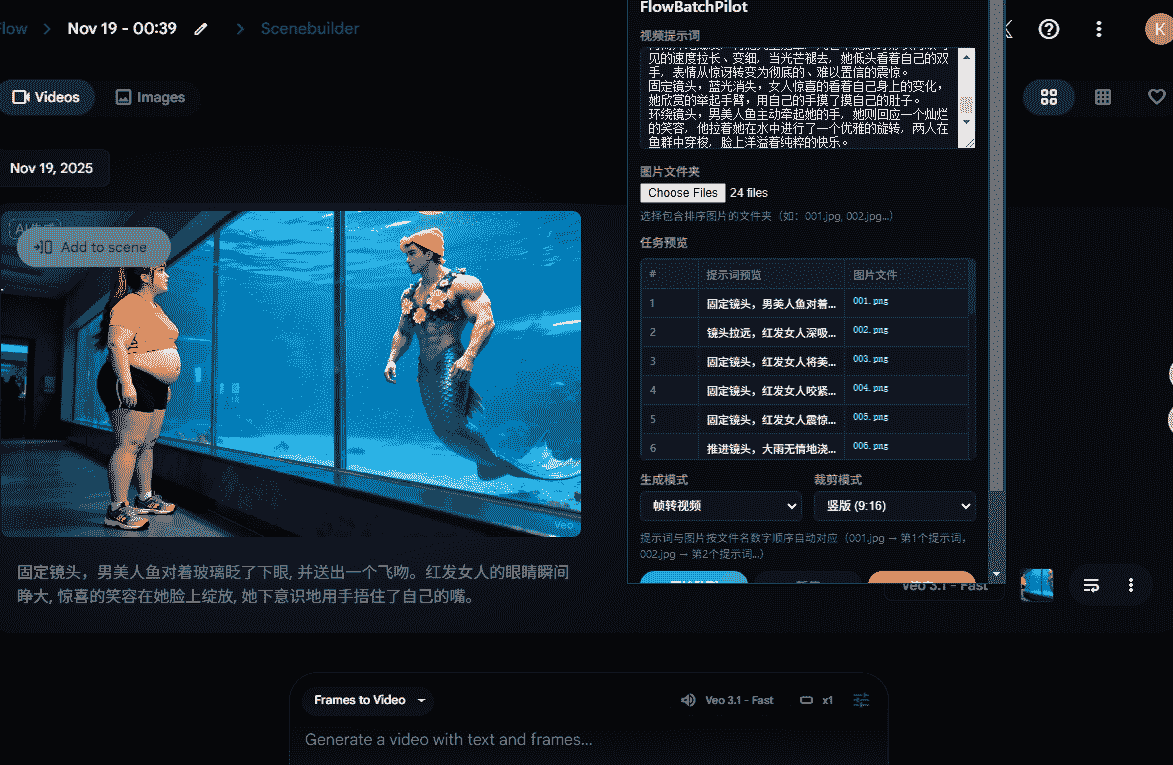 Flow
Nov 19 - 00:39
Scenebuilder
Videos
Images
Nov 19, 2025
Add to scene
Veo
固定镜头，男美人鱼对着玻璃眨了下眼, 并送出一个飞吻。红发女人的眼睛瞬间
睁大, 惊喜的笑容在她脸上绽放, 她下意识地用手捂住了自己的嘴。
FlowBatchPilot
视频提示词
见的速度拉长、变细，当光芒褪去，她低头看着自己的双
手，表情从惊讶转变为彻底的、难以置信的震惊。
固定镜头，蓝光消失，女人惊喜的看着自己身上的变化，
她欣赏的举起手臂，用自己的手摸了摸自己的肚子。
环绕镜头，男美人鱼主动牵起她的手，她则回应一个灿烂
的笑容，他拉着她在水中进行了一个优雅的旋转，两人在
鱼群中穿梭，脸上洋溢着纯粹的快乐。
图片文件夹
Choose Files 24 files
选择包含排序图片的文件夹（如：001.jpg, 002.jpg...）
任务预览
# 提示词预览 图片文件
1 固定镜头，男美人鱼对着... 001.png
2 镜头拉远，红发女人深吸... 002.png
3 固定镜头，红发女人将美... 003.png
4 固定镜头，红发女人咬紧... 004.png
5 固定镜头，红发女人震惊... 005.png
6 推进镜头，大雨无情地浇... 006.png
生成模式 裁剪模式
帧转视频 竖版 (9:16)
提示词与图片按文件名数字顺序自动对应（001.jpg → 第1个提示词，
002.jpg → 第2个提示词...）
Veo 3.1 - Fast
K
Frames to Video
Veo 3.1 - Fast
x1
Generate a video with text and frames...